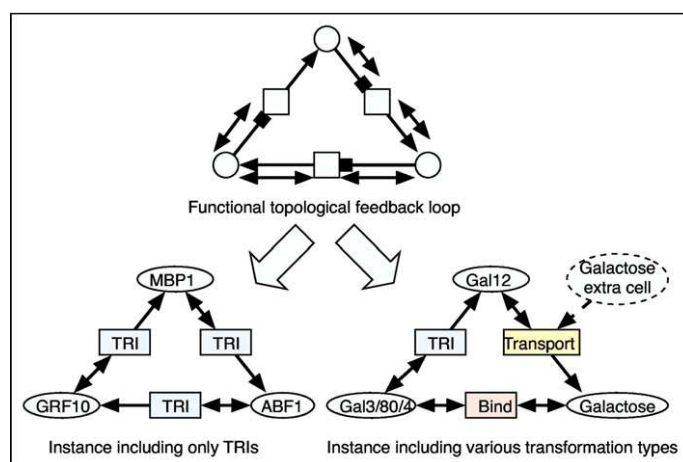 Functional topological feedback loop
MBP1
TRI
TRI
GRF10
TRI
ABF1
Instance including only TRIs
Gal12
Galactose
extra cell
TRI
Transport
Gal3/80/4
Bind
Galactose
Instance including various transformation types